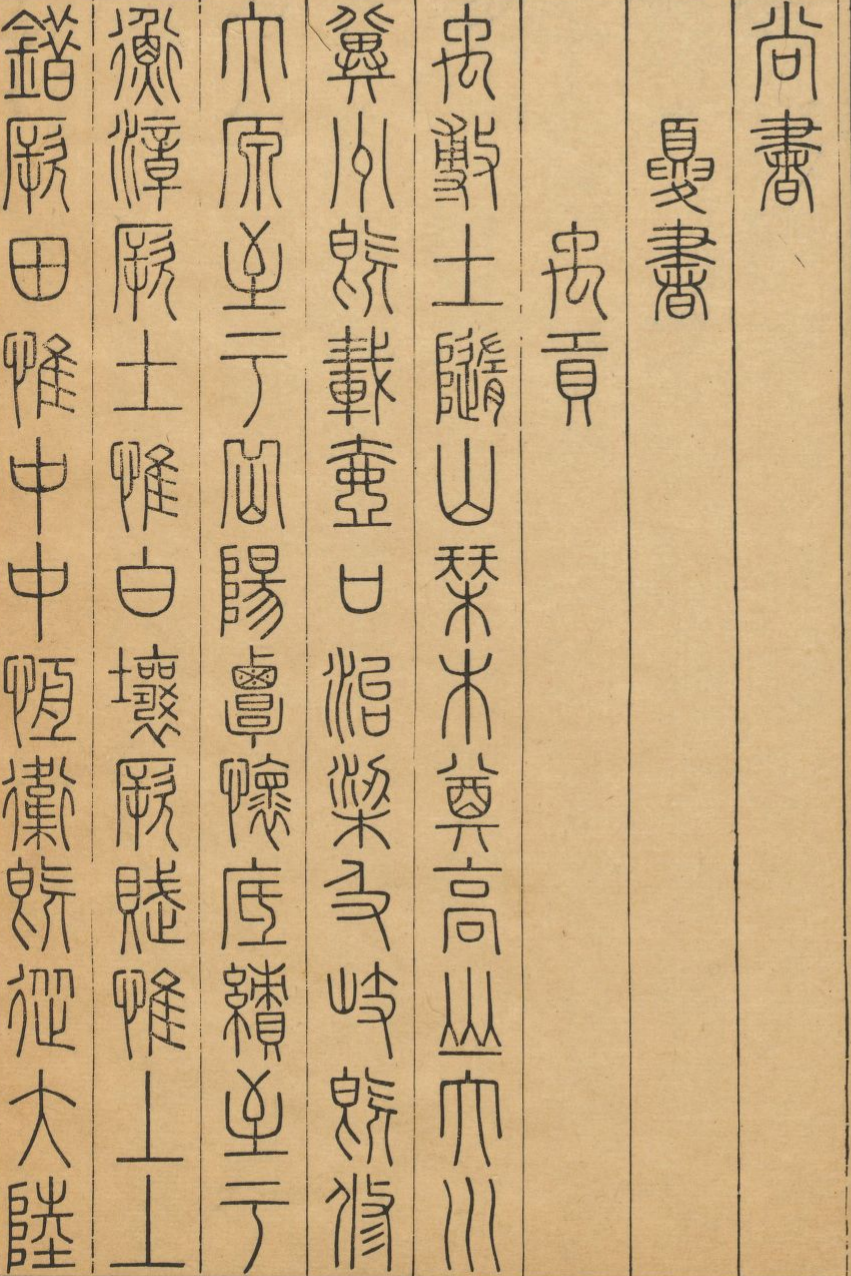 尚書
夏書
禹貢
禹敷土隨山栞木奠高山大川
冀州既載壺口治梁及岐既修
大原至于岳陽覃懷厎績至于
衡漳厥土惟白壤厥賦惟上上
錯厥田惟中中恆衛既從大陸